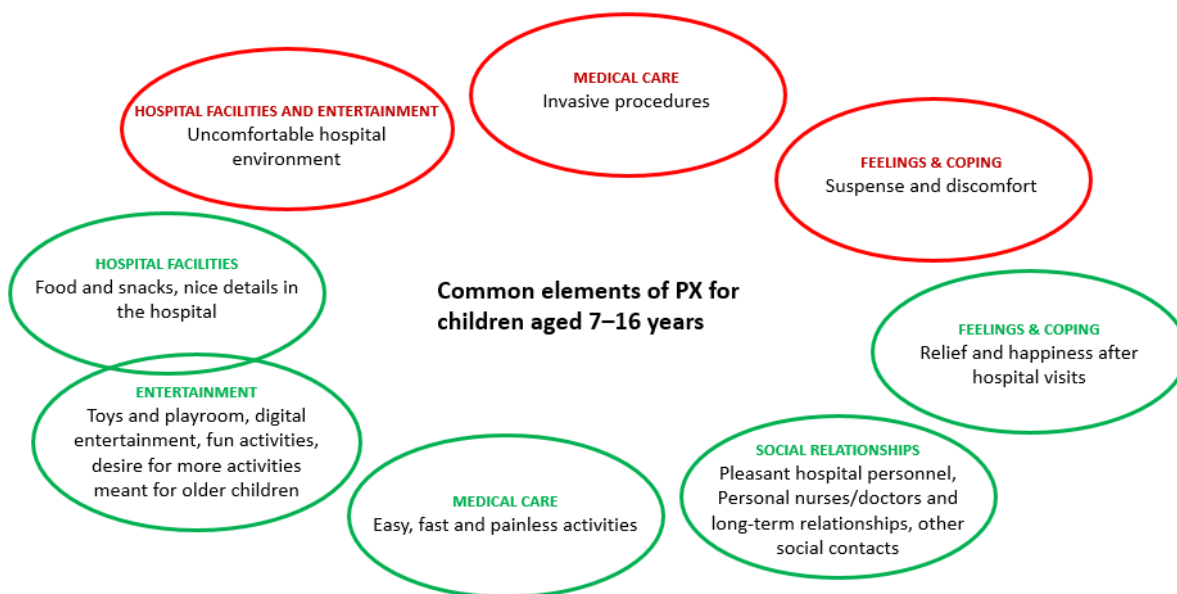 MEDICAL CARE
Invasive procedures
HOSPITAL FACILITIES AND ENTERTAINMENT
Uncomfortable hospital
environment
FEELINGS & COPING
Suspense and discomfort
HOSPITAL FACILITIES
Food and snacks, nice details in
the hospital
Common elements of PX for
children aged 7–16 years
FEELINGS & COPING
Relief and happiness after
hospital visits
ENTERTAINMENT
Toys and playroom, digital
entertainment, fun activities,
desire for more activities
meant for older children
MEDICAL CARE
Easy, fast and painless activities
SOCIAL RELATIONSHIPS
Pleasant hospital personnel,
Personal nurses/doctors and
long-term relationships, other
social contacts